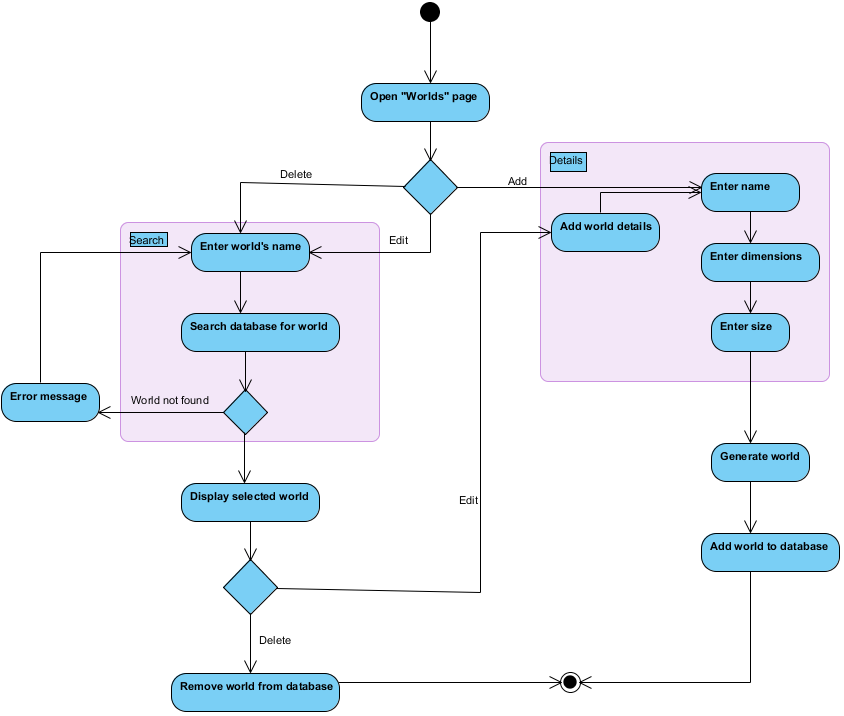 Open "Worlds" page
Details
Delete
Add
Enter name
Add world details
Search
Enter world's name
Edit
Enter dimensions
Search database for world
Enter size
Error message
World not found
Generate world
Display selected world
Edit
Add world to database
Delete
Remove world from database